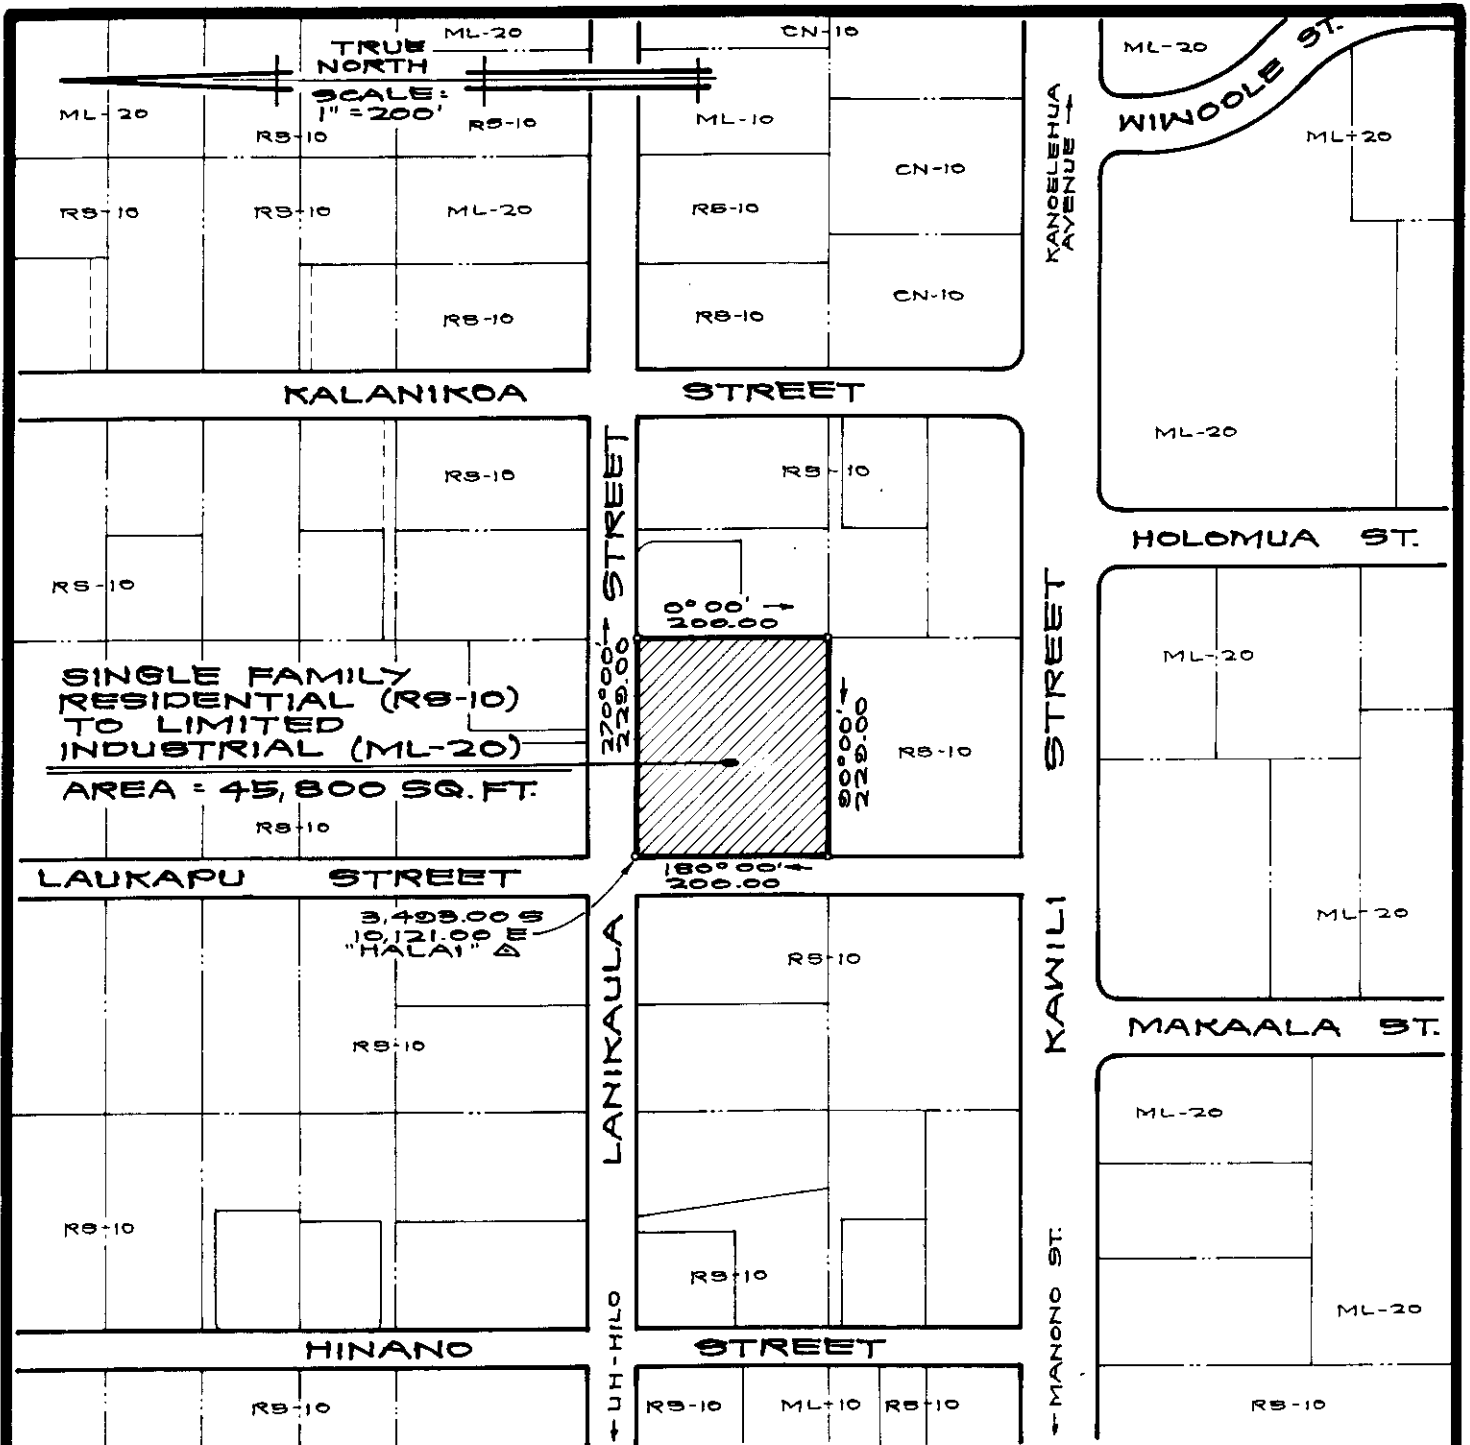 ML-20
CN-10
ML-20
WIWOOLE ST.
TRUE
NORTH
SCALE:
1" = 200'
ML-20
RS-10
RS-10
ML-10
KANOELEHUA
AVENUE →
ML-20
CN-10
RS-10
RS-10
ML-20
RS-10
CN-10
RS-10
RS-10
KALANIKOA STREET
ML-20
RS-10
RS-10
HOLOMUA ST.
RS-10
0° 00' →
200.00
STREET
270° 00' →
229.00
STREET
ML-20
SINGLE FAMILY
RESIDENTIAL (RS-10)
TO LIMITED
INDUSTRIAL (ML-20)
AREA = 45,800 SQ. FT.
90° 00' →
229.00
RS-10
RS-10
180° 00' ←
200.00
LAUKAPU STREET
3,493.00 S
10,121.00 E
"HALAI" △
LANIKAULA
RS-10
KAWILI
ML-20
MAKAALA ST.
RS-10
ML-20
RS-10
RS-10
← UH-HILO
← MANONO ST.
ML-20
HINANO STREET
RS-10
RS-10
ML-10
RS-10
RS-10